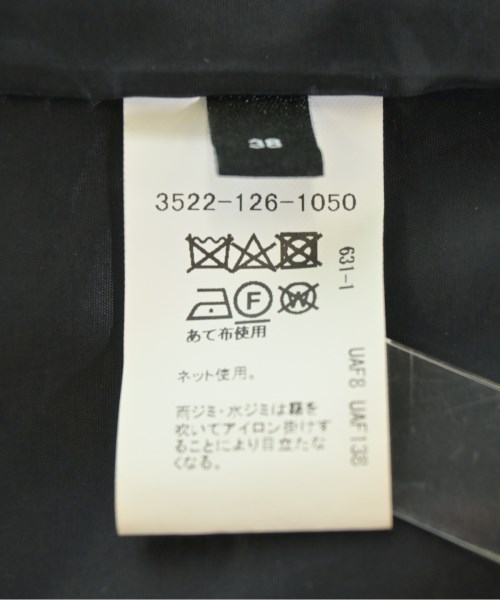 38
3522-126-1050
631-1
F
W
あて布使用
UAF8 UAF138
ネット使用。
雨ジミ・水ジミは霧を
吹いてアイロン掛けす
ることにより目立たな
くなる。